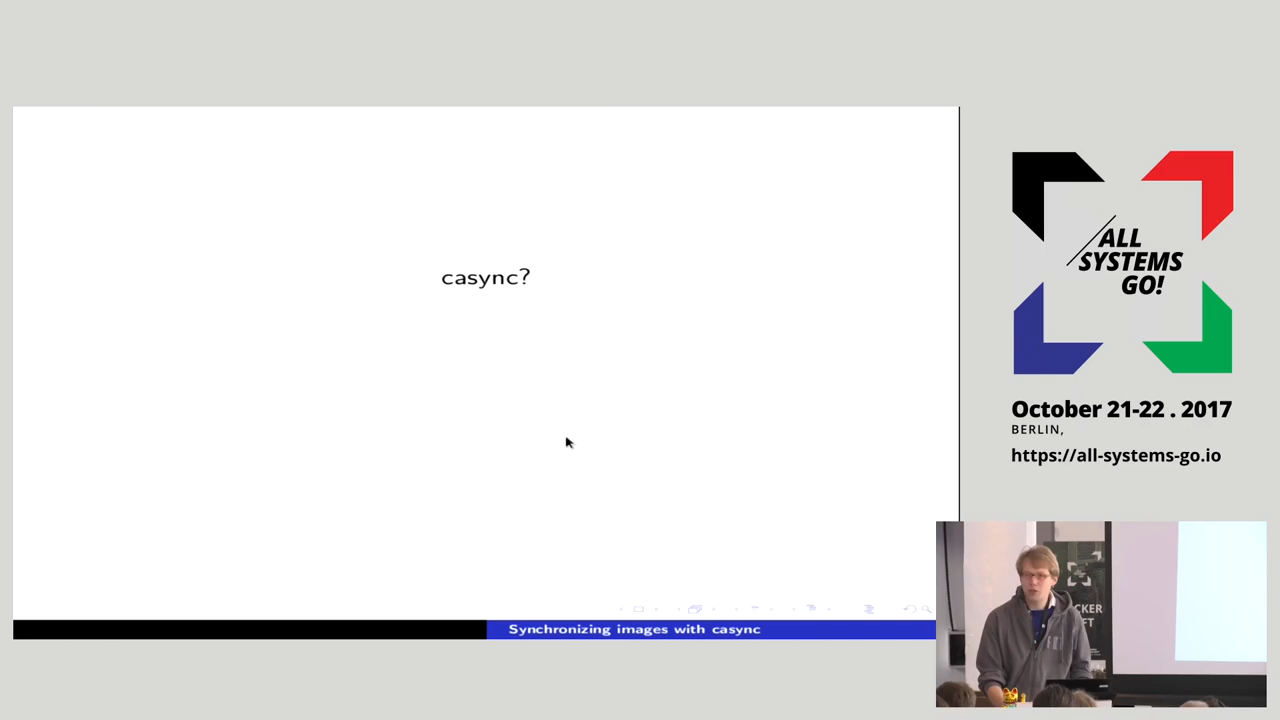 casync?
Synchronizing images with casync
ALL
SYSTEMS
GO!
October 21-22 . 2017
BERLIN,
https://all-systems-go.io